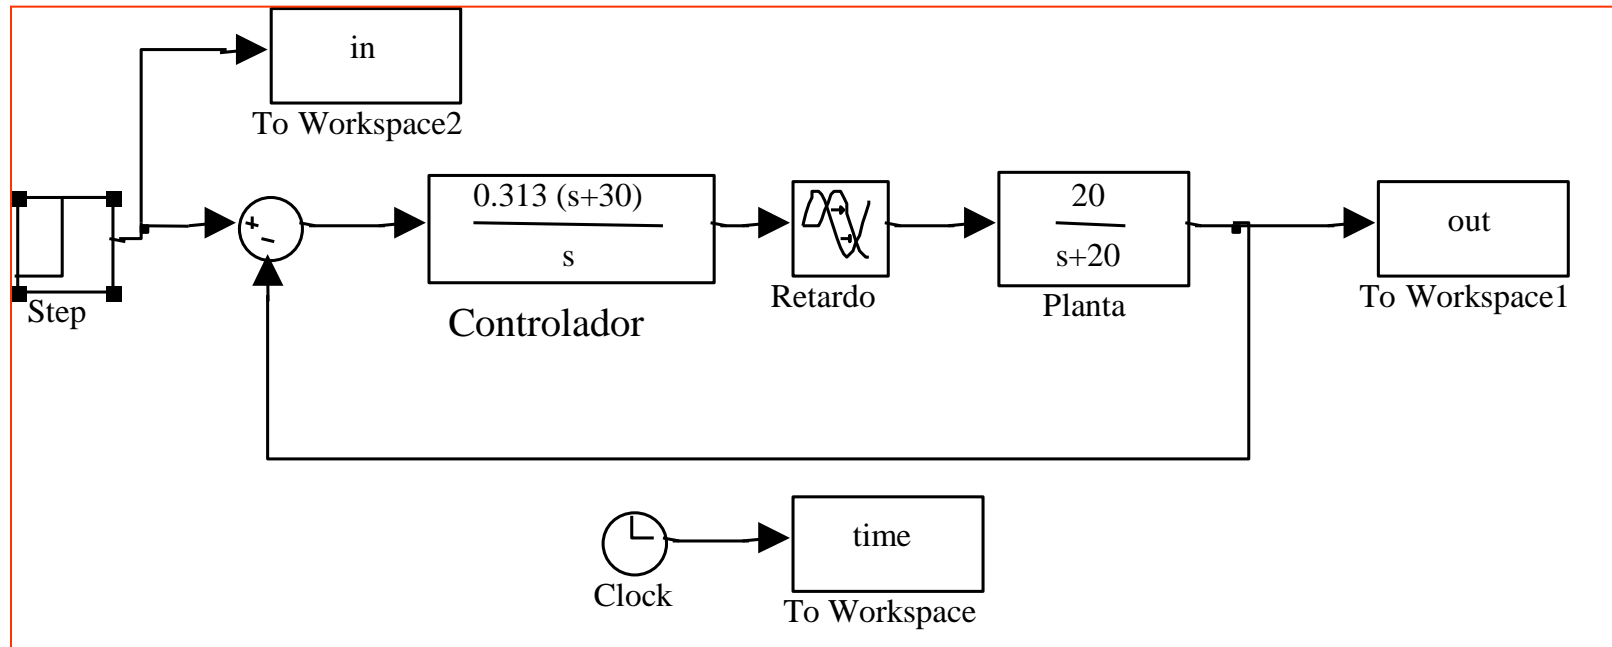 in
To Workspace2
Step
+
−
0.313 (s+30)
s
Controlador
Retardo
20
s+20
Planta
out
To Workspace1
Clock
time
To Workspace